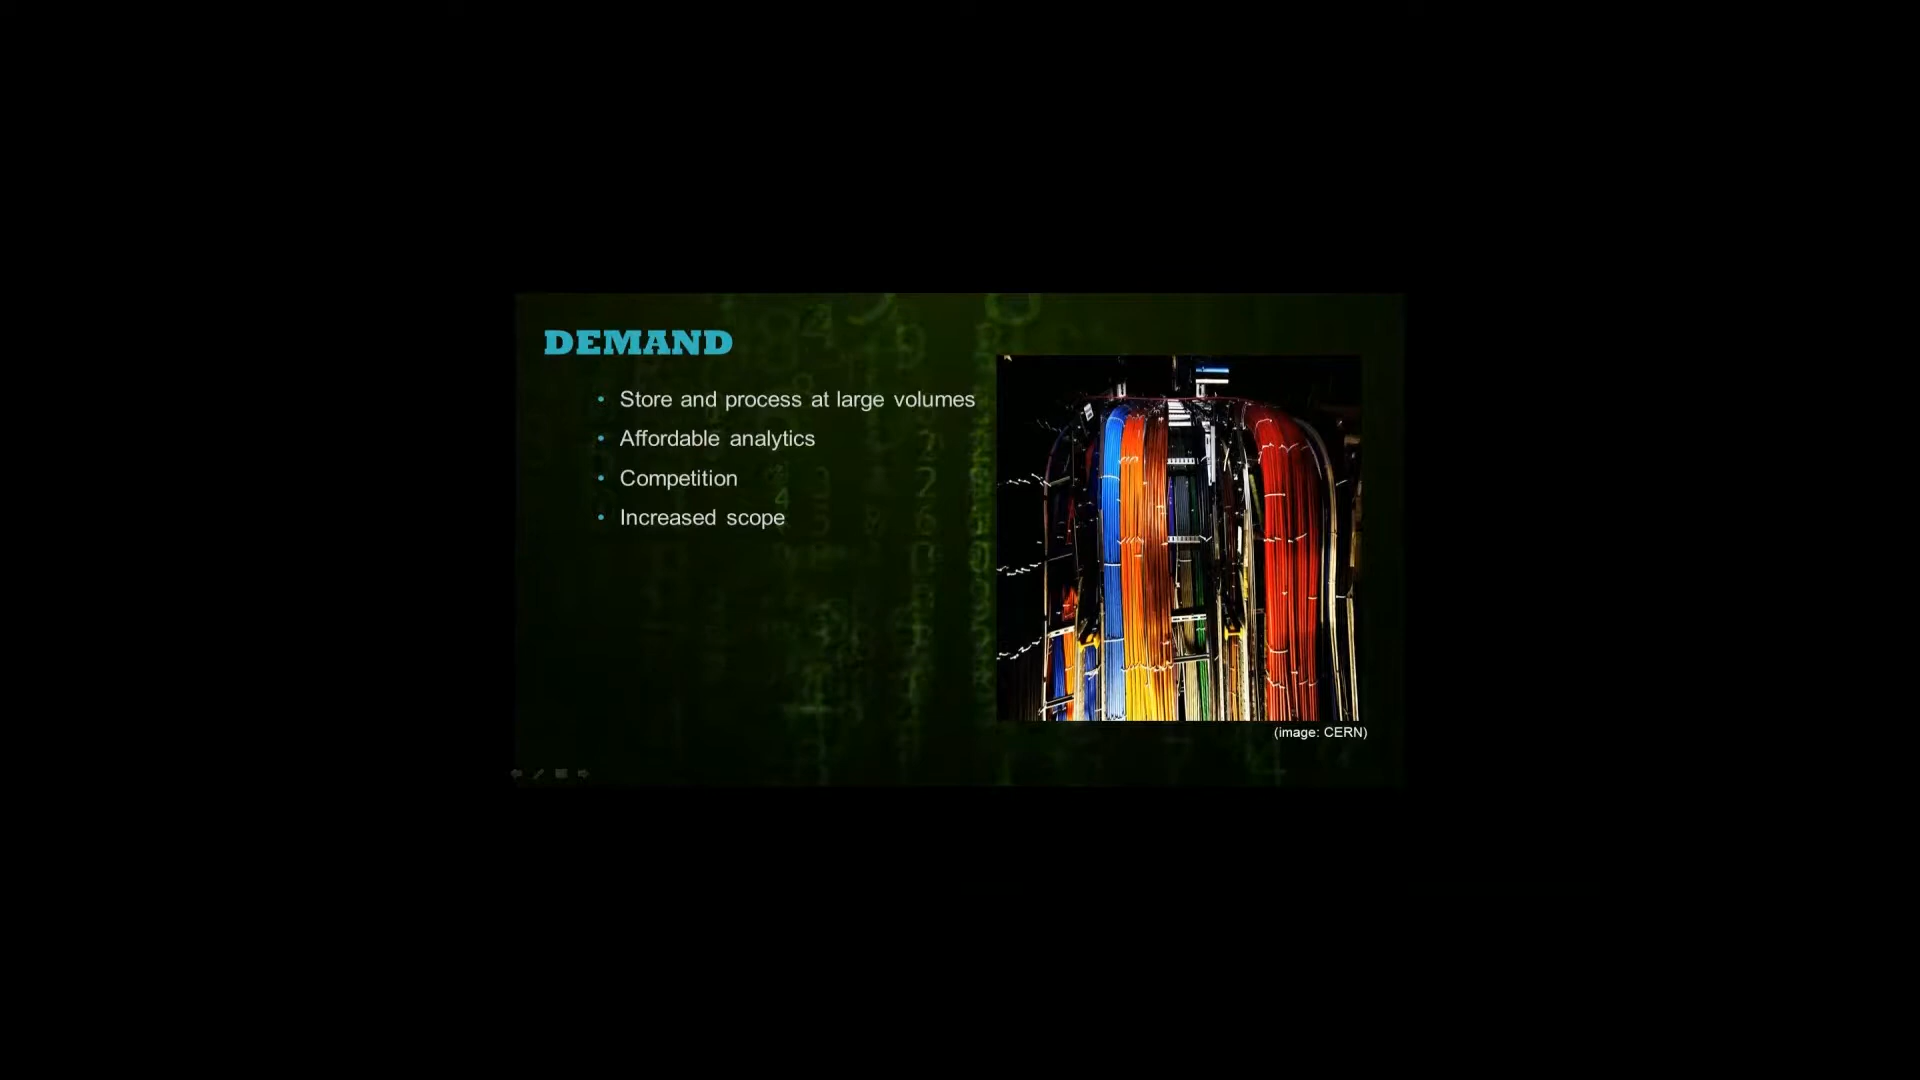 DEMAND
• Store and process at large volumes
• Affordable analytics
• Competition
• Increased scope
(image: CERN)